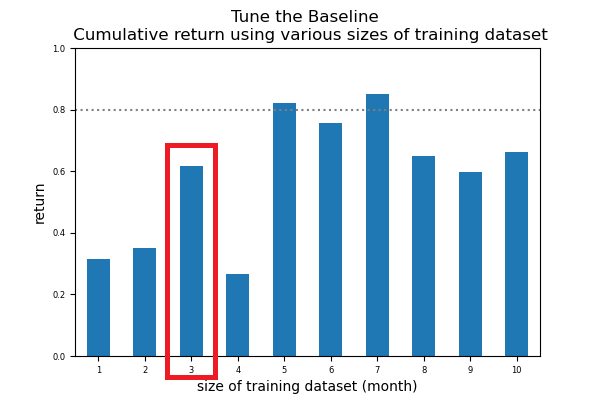 Tune the Baseline
Cumulative return using various sizes of training dataset
1.0
0.8
0.6
0.4
0.2
0.0
return
1 2 3 4 5 6 7 8 9 10
size of training dataset (month)